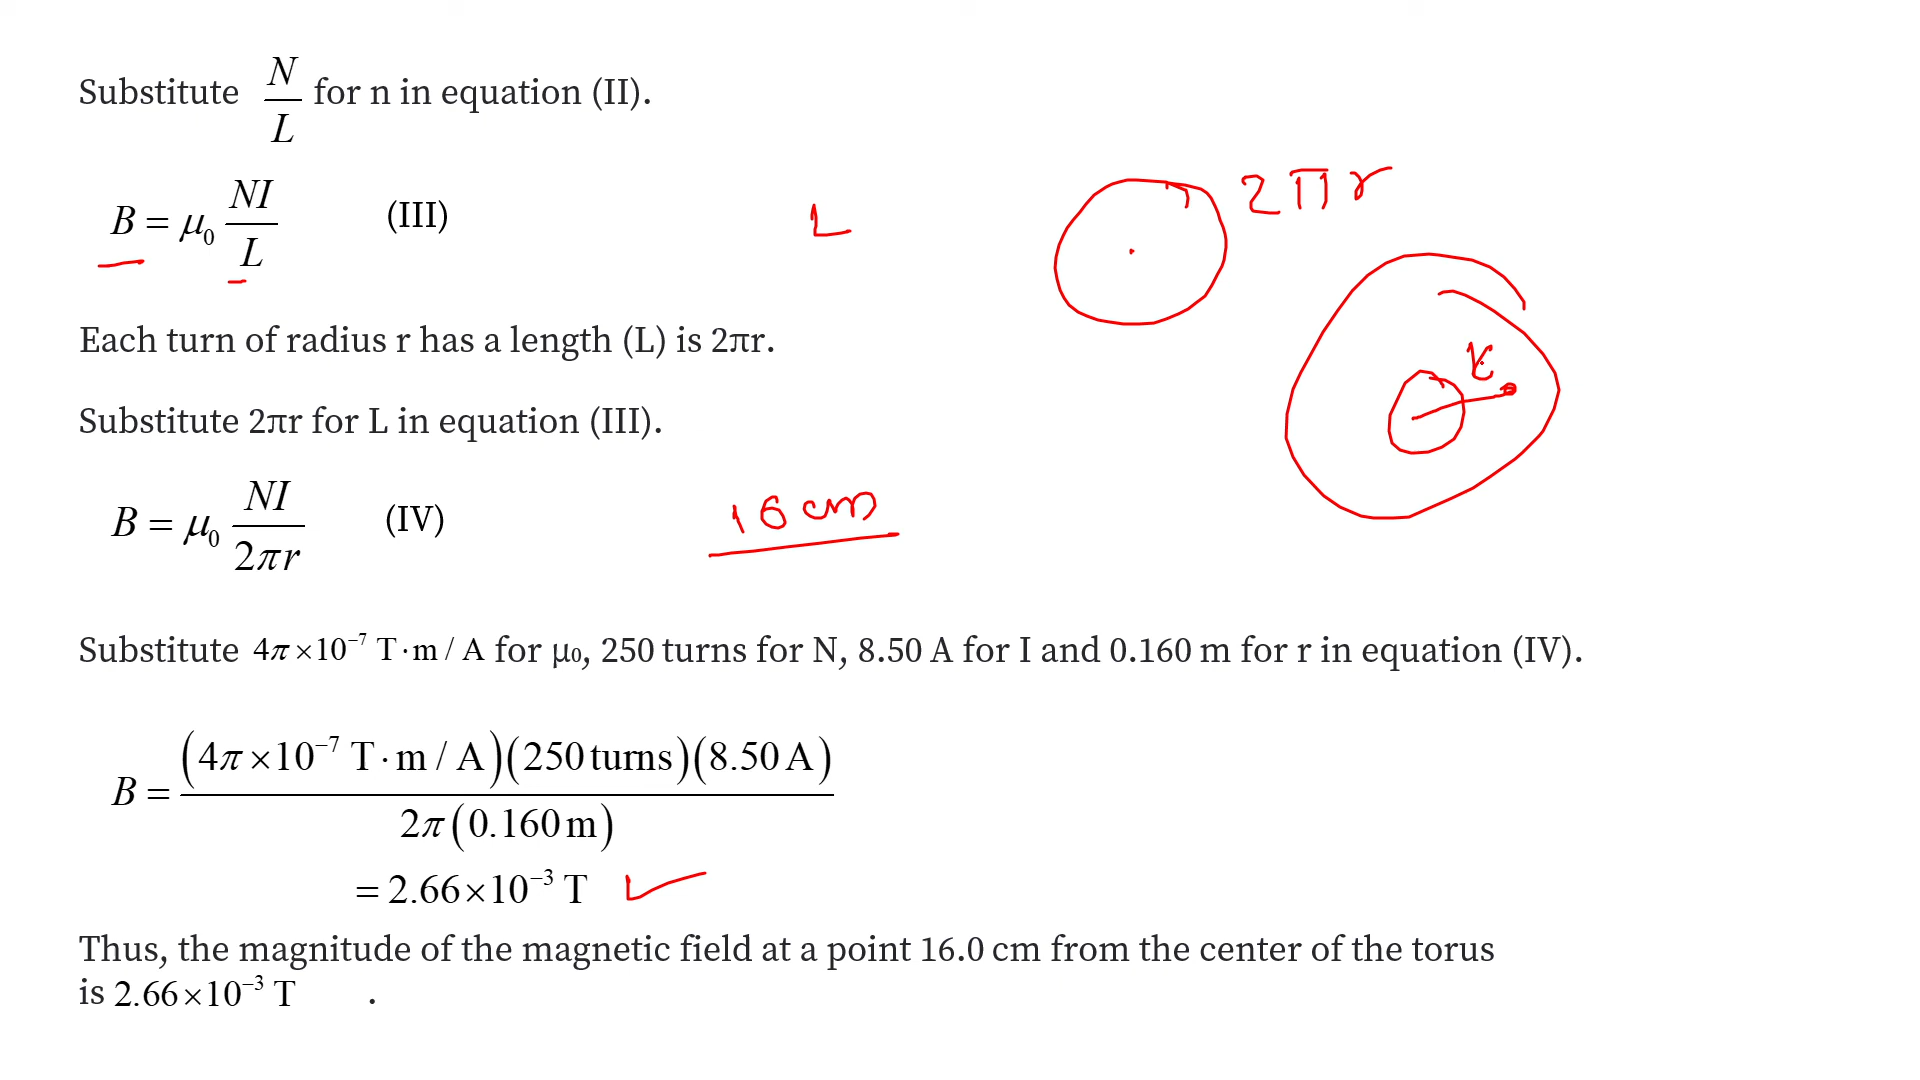 Substitute N/L for n in equation (II).
B = μ₀ NI/L (III)
L
2πr
Each turn of radius r has a length (L) is 2πr.
r
Substitute 2πr for L in equation (III).
B = μ₀ NI/2πr (IV)
16 cm
Substitute 4π×10⁻⁷ T·m/A for μ₀, 250 turns for N, 8.50 A for I and 0.160 m for r in equation (IV).
B = (4π×10⁻⁷ T·m/A)(250 turns)(8.50 A)/2π(0.160 m)
= 2.66×10⁻³ T
Thus, the magnitude of the magnetic field at a point 16.0 cm from the center of the torus
is 2.66×10⁻³ T .